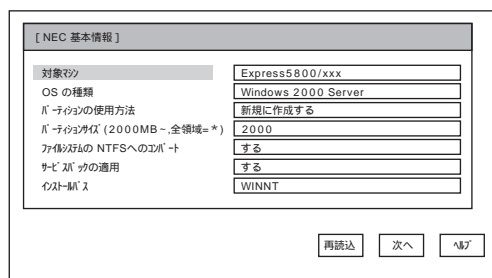 [ NEC 基本情報 ]
対象ﾏｼﾝ Express5800/xxx
OS の種類 Windows 2000 Server
ﾊﾟｰﾃｨｼｮﾝの使用方法 新規に作成する
ﾊﾟｰﾃｨｼｮﾝｻｲｽﾞ(2000MB~,全領域=*) 2000
ﾌｧｲﾙｼｽﾃﾑの NTFSへのｺﾝﾊﾞｰﾄ する
ｻｰﾋﾞｽﾊﾟｯｸの適用 する
ｲﾝｽﾄｰﾙﾊﾟｽ WINNT
再読込 次へ ﾍﾙﾌﾟ